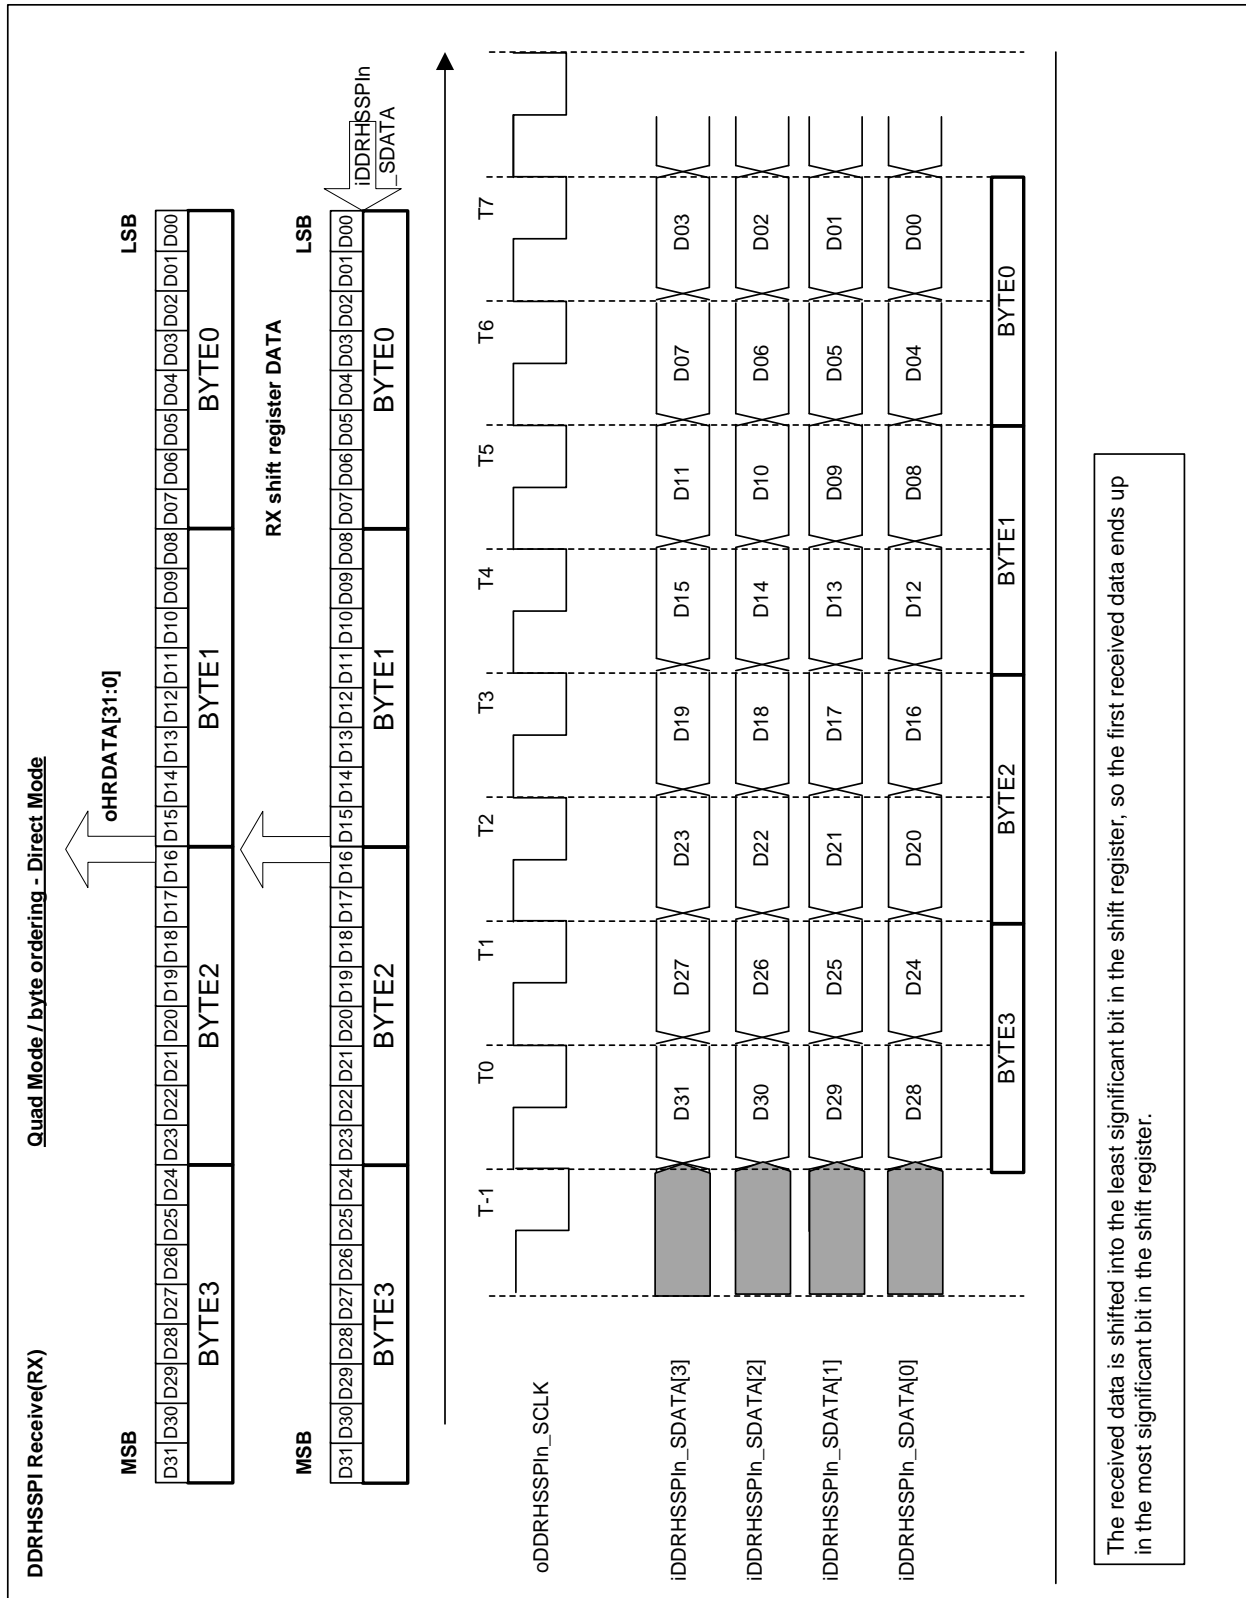 DDRHSSPI Receive(RX)
Quad Mode / byte ordering - Direct Mode
oHRDATA[31:0]
MSB
LSB
D31 D30 D29 D28 D27 D26 D25 D24 D23 D22 D21 D20 D19 D18 D17 D16 D15 D14 D13 D12 D11 D10 D09 D08 D07 D06 D05 D04 D03 D02 D01 D00
BYTE3 BYTE2 BYTE1 BYTE0
RX shift register DATA
MSB
LSB
D31 D30 D29 D28 D27 D26 D25 D24 D23 D22 D21 D20 D19 D18 D17 D16 D15 D14 D13 D12 D11 D10 D09 D08 D07 D06 D05 D04 D03 D02 D01 D00
BYTE3 BYTE2 BYTE1 BYTE0
iDDRHSSPIn
_SDATA
T-1 T0 T1 T2 T3 T4 T5 T6 T7
oDDRHSSPIn_SCLK
iDDRHSSPIn_SDATA[3] D31 D27 D23 D19 D15 D11 D07 D03
iDDRHSSPIn_SDATA[2] D30 D26 D22 D18 D14 D10 D06 D02
iDDRHSSPIn_SDATA[1] D29 D25 D21 D17 D13 D09 D05 D01
iDDRHSSPIn_SDATA[0] D28 D24 D20 D16 D12 D08 D04 D00
BYTE3 BYTE2 BYTE1 BYTE0
The received data is shifted into the least significant bit in the shift register, so the first received data ends up
in the most significant bit in the shift register.